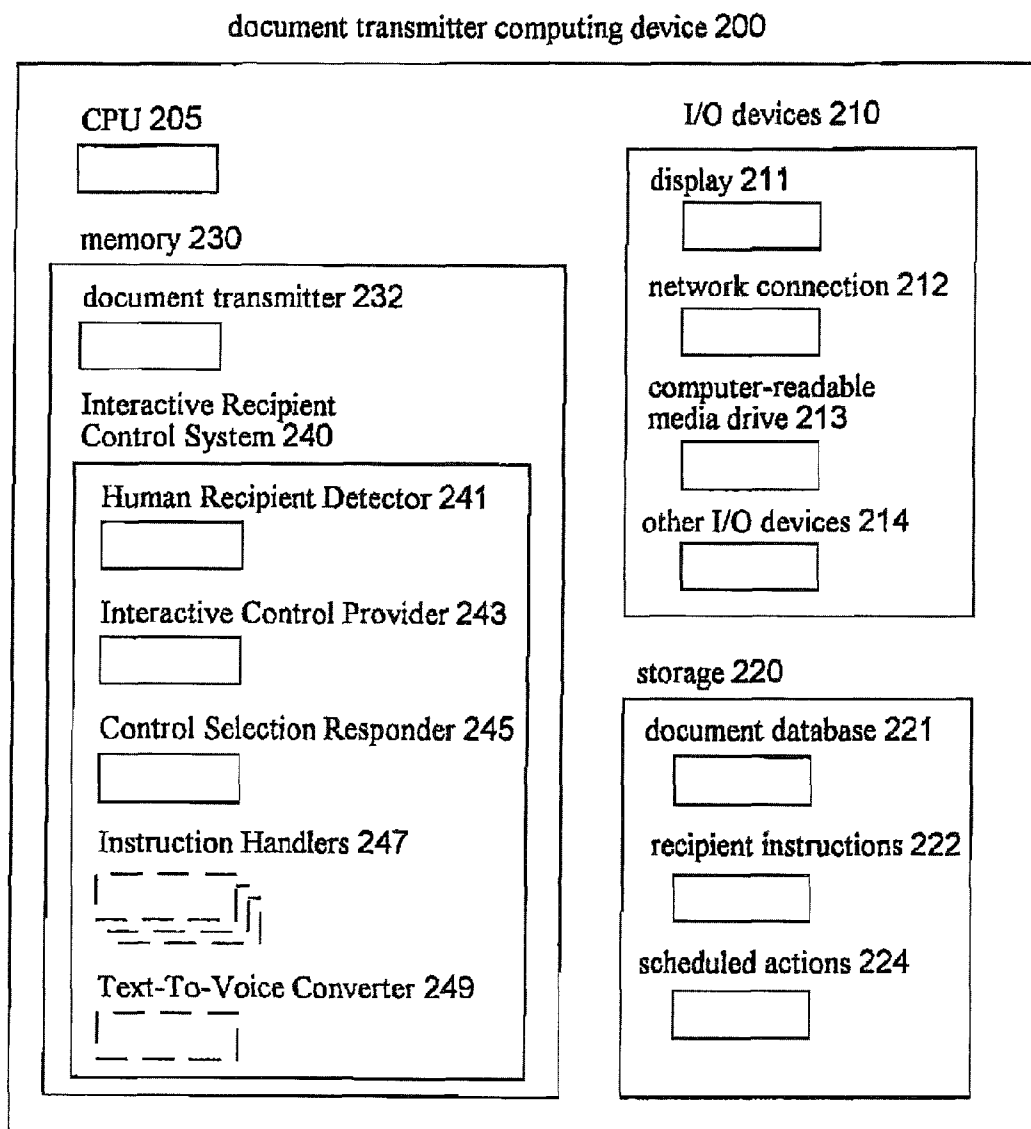 document transmitter computing device 200
CPU 205
memory 230
document transmitter 232
Interactive Recipient
Control System 240
Human Recipient Detector 241
Interactive Control Provider 243
Control Selection Responder 245
Instruction Handlers 247
Text-To-Voice Converter 249
I/O devices 210
display 211
network connection 212
computer-readable
media drive 213
other I/O devices 214
storage 220
document database 221
recipient instructions 222
scheduled actions 224